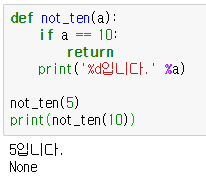 def not_ten(a):
    if a == 10:
        return
    print('%d입니다.' %a)

not_ten(5)
print(not_ten(10))
5입니다.
None